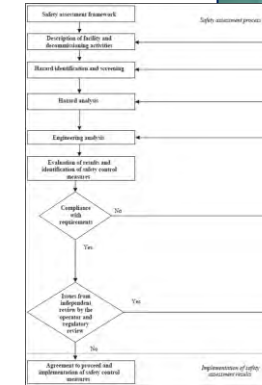 Safety assessment framework
Safety assessment process
Description of facility and
decommissioning activities
Hazard identification and screening
Hazard analysis
Engineering analysis
Evaluation of results and
identification of safety control
measures
Compliance
with
requirements
No
Yes
Issues from
independent
review by the
operator and
regulatory
review
Yes
No
Agreement to proceed and
implementation of safety control
measures
Implementation of safety
assessment results